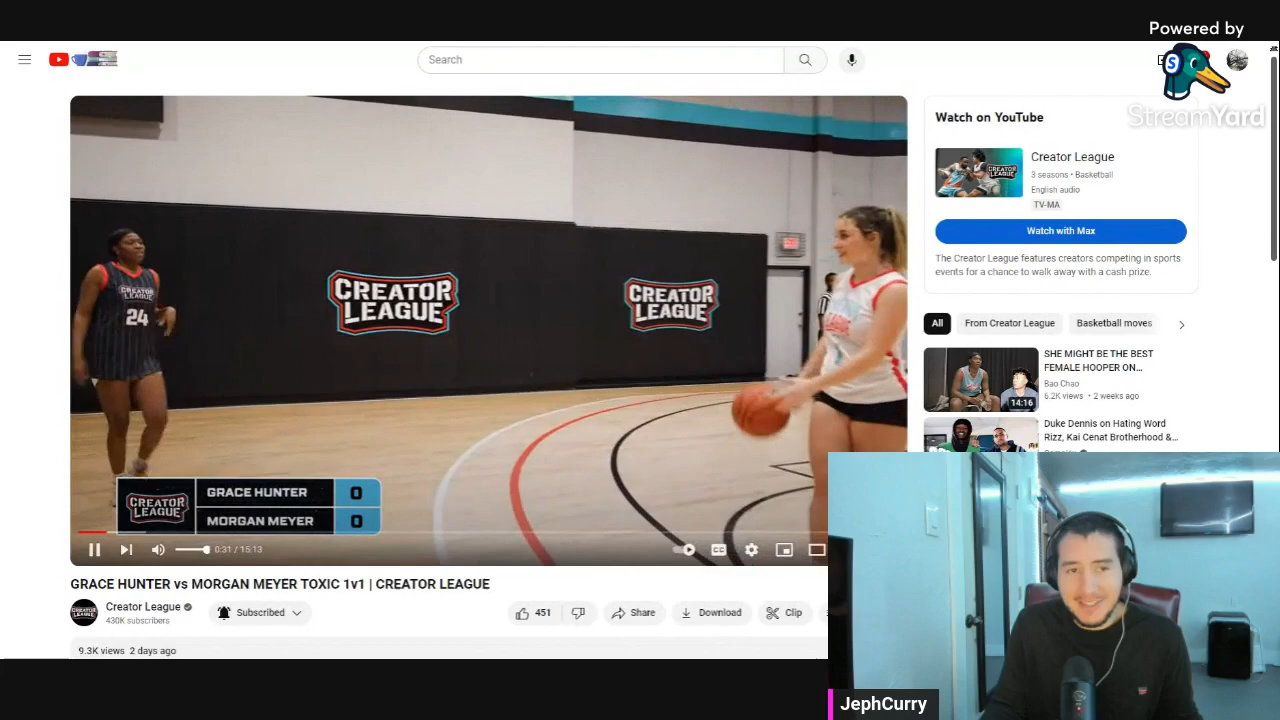 Powered by
StreamYard
Search
CREATOR
LEAGUE
CREATOR
LEAGUE
CREATOR
LEAGUE
24
CREATOR
LEAGUE
GRACE HUNTER 0
MORGAN MEYER 0
0:31 / 15:13
CC
GRACE HUNTER vs MORGAN MEYER TOXIC 1v1 | CREATOR LEAGUE
Creator League
430K subscribers
Subscribed
451
Share
Download
Clip
9.3K views 2 days ago
Watch on YouTube
CREATOR
LEAGUE
Creator League
3 seasons • Basketball
English audio
TV-MA
Watch with Max
The Creator League features creators competing in sports
events for a chance to walk away with a cash prize.
All
From Creator League
Basketball moves
14:16
SHE MIGHT BE THE BEST
FEMALE HOOPER ON...
Bao Chao
6.2K views • 2 weeks ago
Duke Dennis on Hating Word
Rizz, Kai Cenat Brotherhood &...
JephCurry